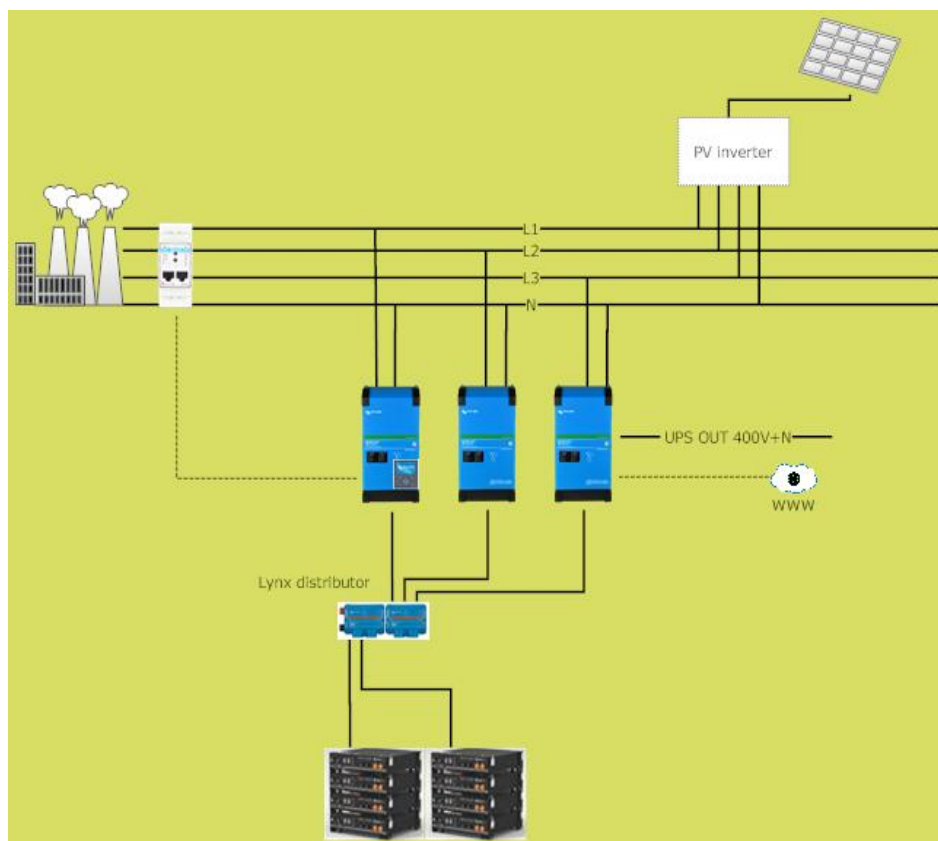 PV inverter
L1
L2
L3
N
UPS OUT 400V+N
WWW
Lynx distributor